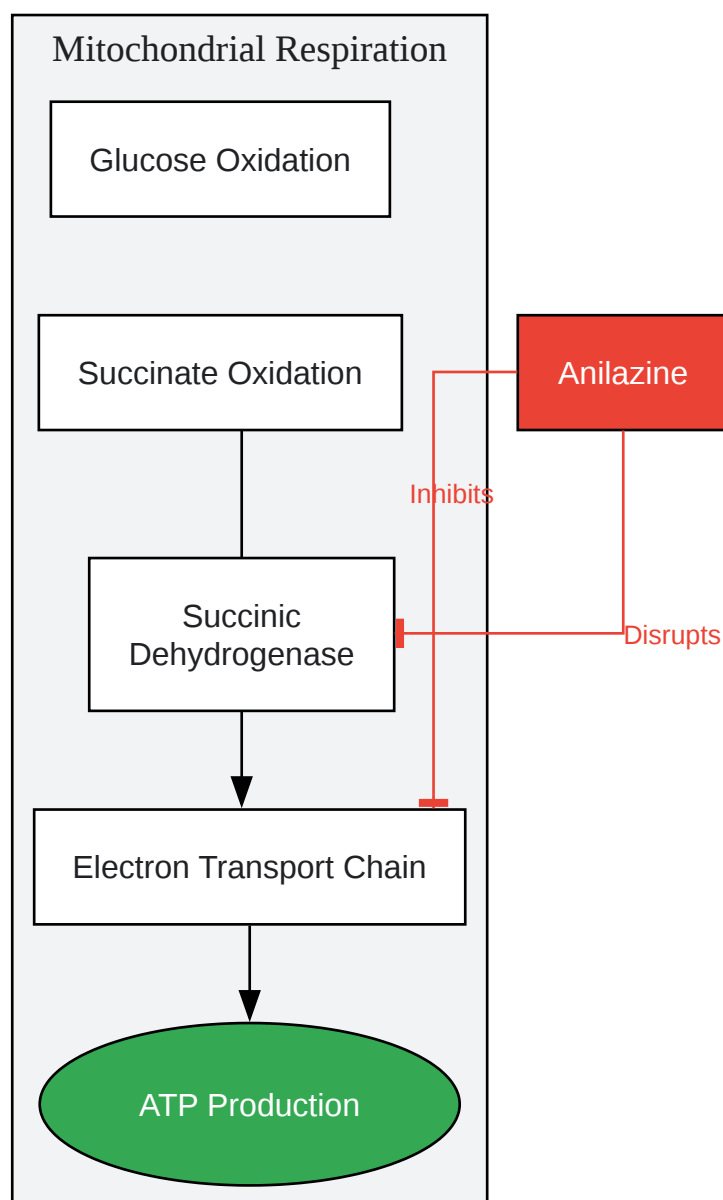 Mitochondrial Respiration
Glucose Oxidation
Succinate Oxidation
Anilazine
Inhibits
Succinic
Dehydrogenase
Disrupts
Electron Transport Chain
ATP Production